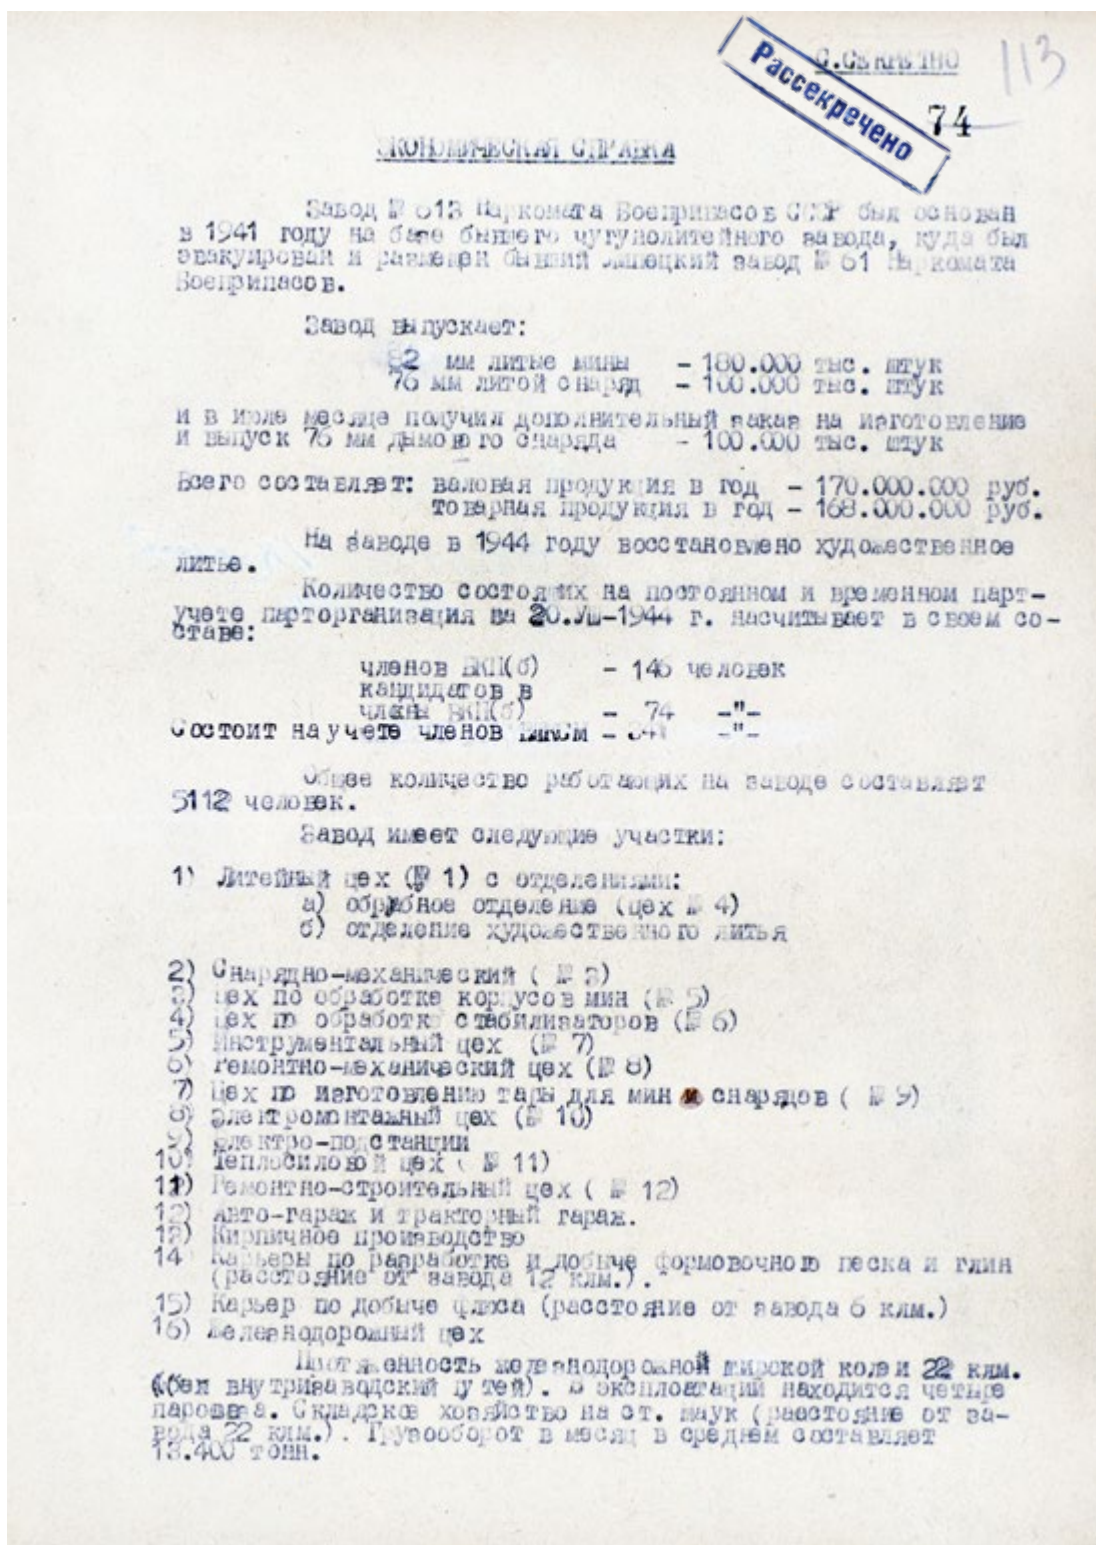 С.СЕКРЕТНО
113
Рассекречено
74
ЭКОНОМИЧЕСКАЯ СПРАВКА
Завод № 613 Наркомата Боеприпасов СССР был основан
в 1941 году на базе бывшего чугунолитейного завода, куда был
эвакуирован и размещен бывший Липецкий завод № 61 Наркомата
Боеприпасов.
Завод выпускает:
82 мм литые мины - 180.000 тыс. штук
76 мм литой снаряд - 100.000 тыс. штук
и в июле месяце получил дополнительный заказ на изготовление
и выпуск 76 мм дымового снаряда - 100.000 тыс. штук
Всего составляет: валовая продукция в год - 170.000.000 руб.
товарная продукция в год - 168.000.000 руб.
На заводе в 1944 году восстановлено художественное
литье.
Количество состоящих на постоянном и временном парт-
учете парторганизация на 20.УШ-1944 г. насчитывает в своем со-
ставе:
членов ВКП(б) - 146 человек
кандидатов в
члены ВКП(б) - 74 -"-
Состоит на учете членов ВЛКСМ - -"-
Общее количество работающих на заводе составляет
5112 человек.
Завод имеет следующие участки:
1) Литейный цех (№ 1) с отделениями:
а) обрубное отделение (цех № 4)
б) отделение художественного литья
2) Снарядно-механический ( № 3)
3) Цех по обработке корпусов мин (№ 5)
4) Цех по обработке стабилизаторов (№ 6)
5) Инструментальный цех (№ 7)
6) Ремонтно-механический цех (№ 8)
7) Цех по изготовлению тары для мин и снарядов ( № 9)
8) Электромонтажный цех (№ 10)
9) Электро-подстанции
10) Теплосиловой цех ( № 11)
11) Ремонтно-строительный цех ( № 12)
12) Авто-гараж и тракторный гараж.
13) Кирпичное производство
14 Карьеры по разработке и добыче формовочного песка и глин
(расстояние от завода 12 клм.).
15) Карьер по добыче флюса (расстояние от завода 6 клм.)
16) Железнодорожный цех
Протяженность железнодорожной широкой колеи 22 клм.
(без внутризаводский путей). В эксплоатации находится четыре
паровоза. Складское хозяйство на ст. Маук (расстояние от за-
вода 22 клм.). Грузооборот в месяц в среднем составляет
13.400 тонн.